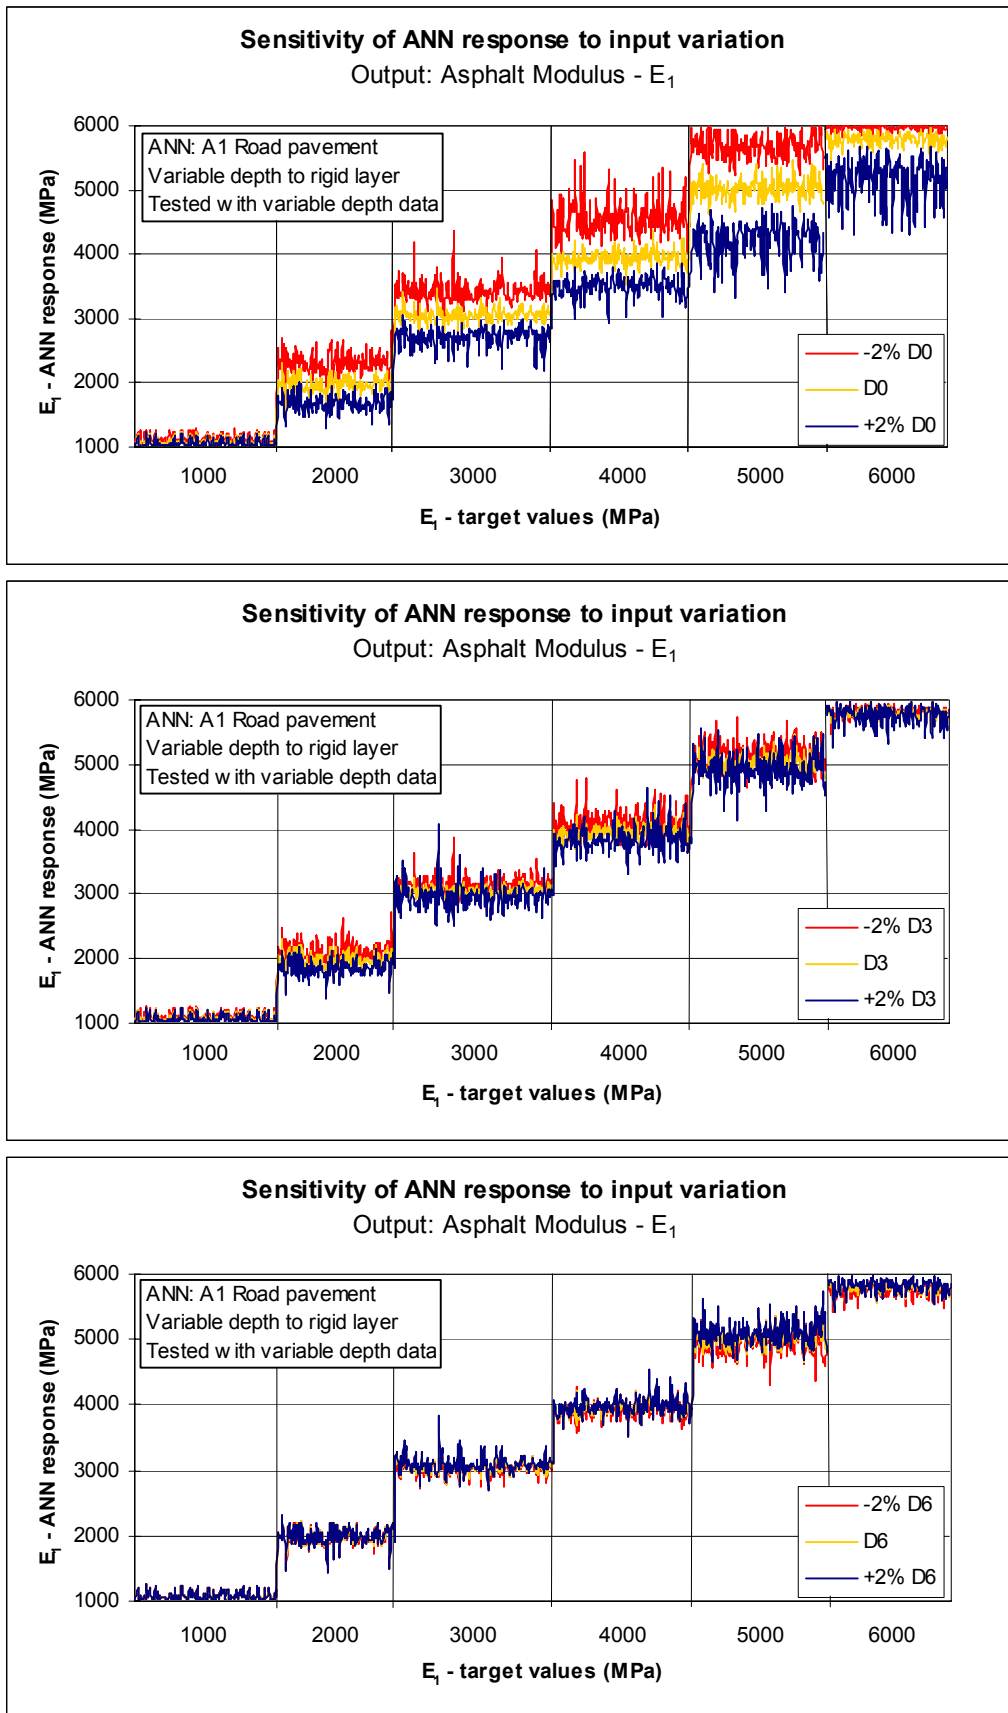 Sensitivity of ANN response to input variation
Output: Asphalt Modulus - E1
E1 - ANN response (MPa)
6000
5000
4000
3000
2000
1000
ANN: A1 Road pavement
Variable depth to rigid layer
Tested with variable depth data
-2% D0
D0
+2% D0
1000 2000 3000 4000 5000 6000
E1 - target values (MPa)
Sensitivity of ANN response to input variation
Output: Asphalt Modulus - E1
E1 - ANN response (MPa)
6000
5000
4000
3000
2000
1000
ANN: A1 Road pavement
Variable depth to rigid layer
Tested with variable depth data
-2% D3
D3
+2% D3
1000 2000 3000 4000 5000 6000
E1 - target values (MPa)
Sensitivity of ANN response to input variation
Output: Asphalt Modulus - E1
E1 - ANN response (MPa)
6000
5000
4000
3000
2000
1000
ANN: A1 Road pavement
Variable depth to rigid layer
Tested with variable depth data
-2% D6
D6
+2% D6
1000 2000 3000 4000 5000 6000
E1 - target values (MPa)